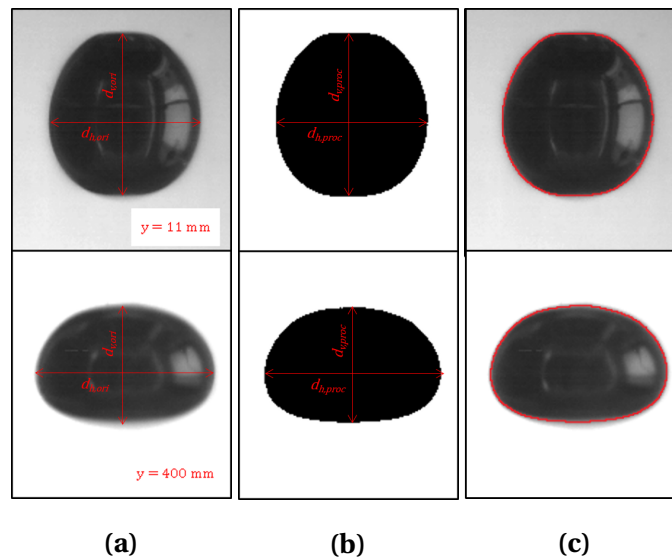 d_v,ori
d_h,ori
y = 11 mm
d_v,proc
d_h,proc
d_v,ori
d_h,ori
y = 400 mm
d_v,proc
d_h,proc
(a) (b) (c)